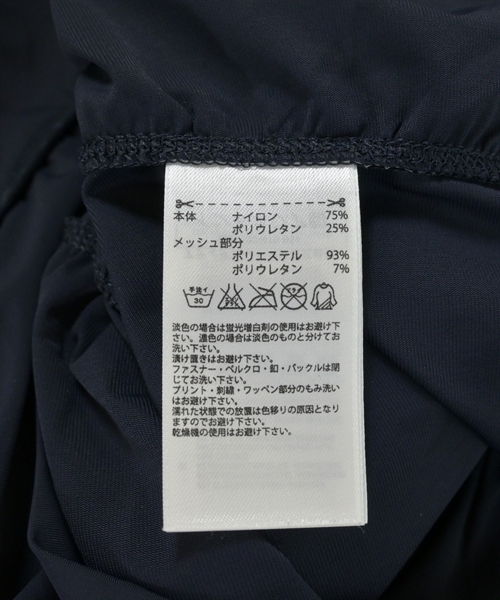 本体 ナイロン 75%
ポリウレタン 25%
メッシュ部分
ポリエステル 93%
ポリウレタン 7%
手洗イ
30
淡色の場合は蛍光増白剤の使用はお避け下
さい。濃色の場合は淡色のものと分けてお
洗い下さい。
漬け置きはお避け下さい。
ファスナー・ベルクロ・釦・バックルは閉
じてお洗い下さい。
プリント・刺繍・ワッペン部分のもみ洗い
はお避け下さい。
濡れた状態での放置は色移りの原因となり
ますのでお避け下さい。
乾燥機の使用はお避け下さい。